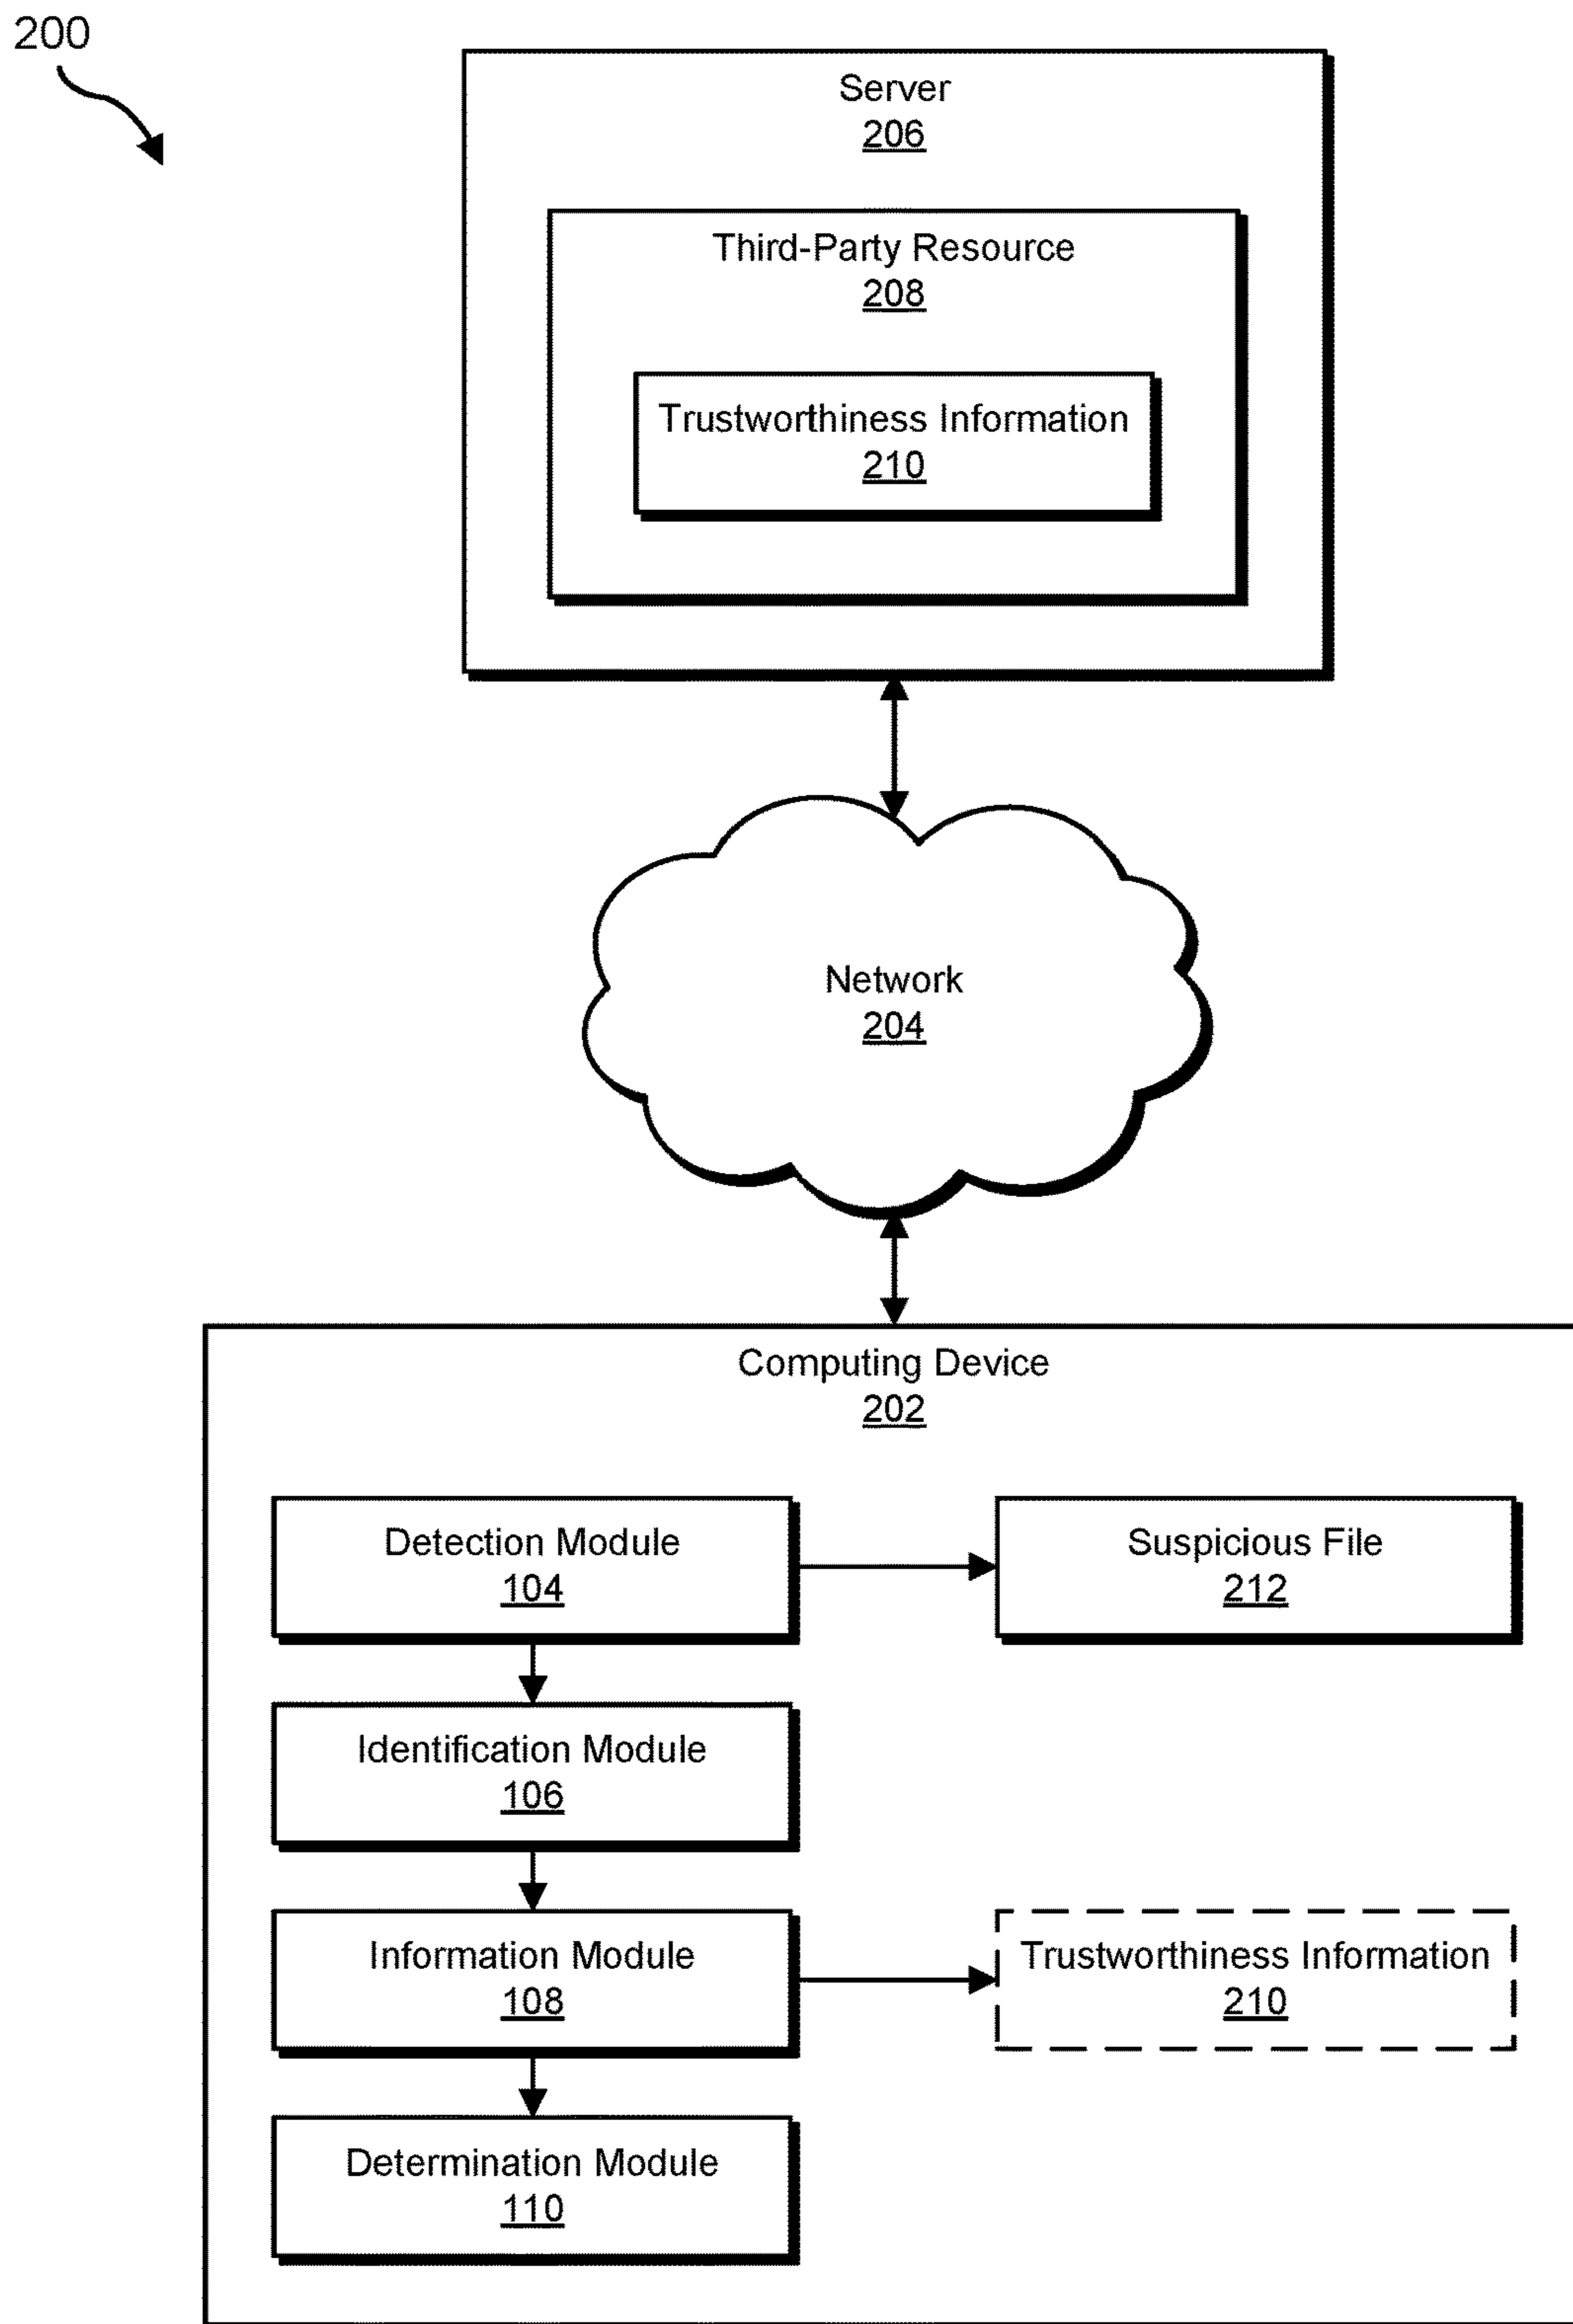 200
Server
206
Third-Party Resource
208
Trustworthiness Information
210
Network
204
Computing Device
202
Detection Module
104
Suspicious File
212
Identification Module
106
Information Module
108
Trustworthiness Information
210
Determination Module
110